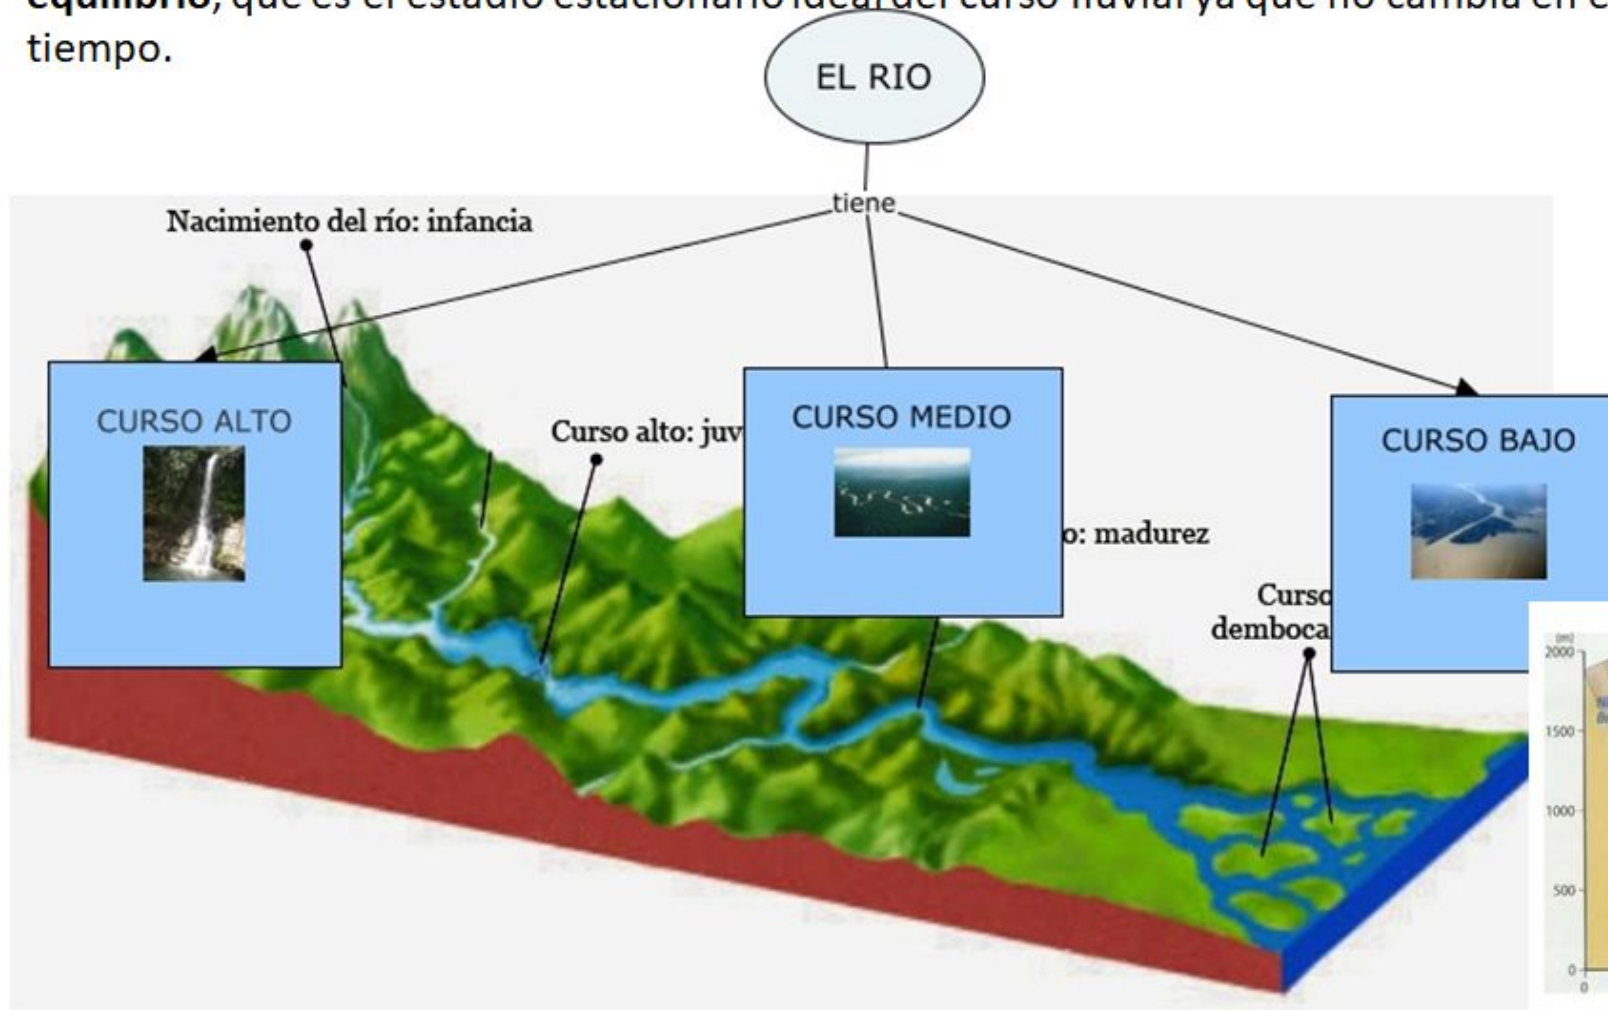 equilibrio, que es el estadio estacionario ideal del curso fluvial ya que no cambia en e
tiempo.
EL RIO
tiene
Nacimiento del río: infancia
CURSO ALTO
Curso alto: juv
CURSO MEDIO
o: madurez
CURSO BAJO
Curso
demboca
(m)
2000
1500
1000
500
0
0